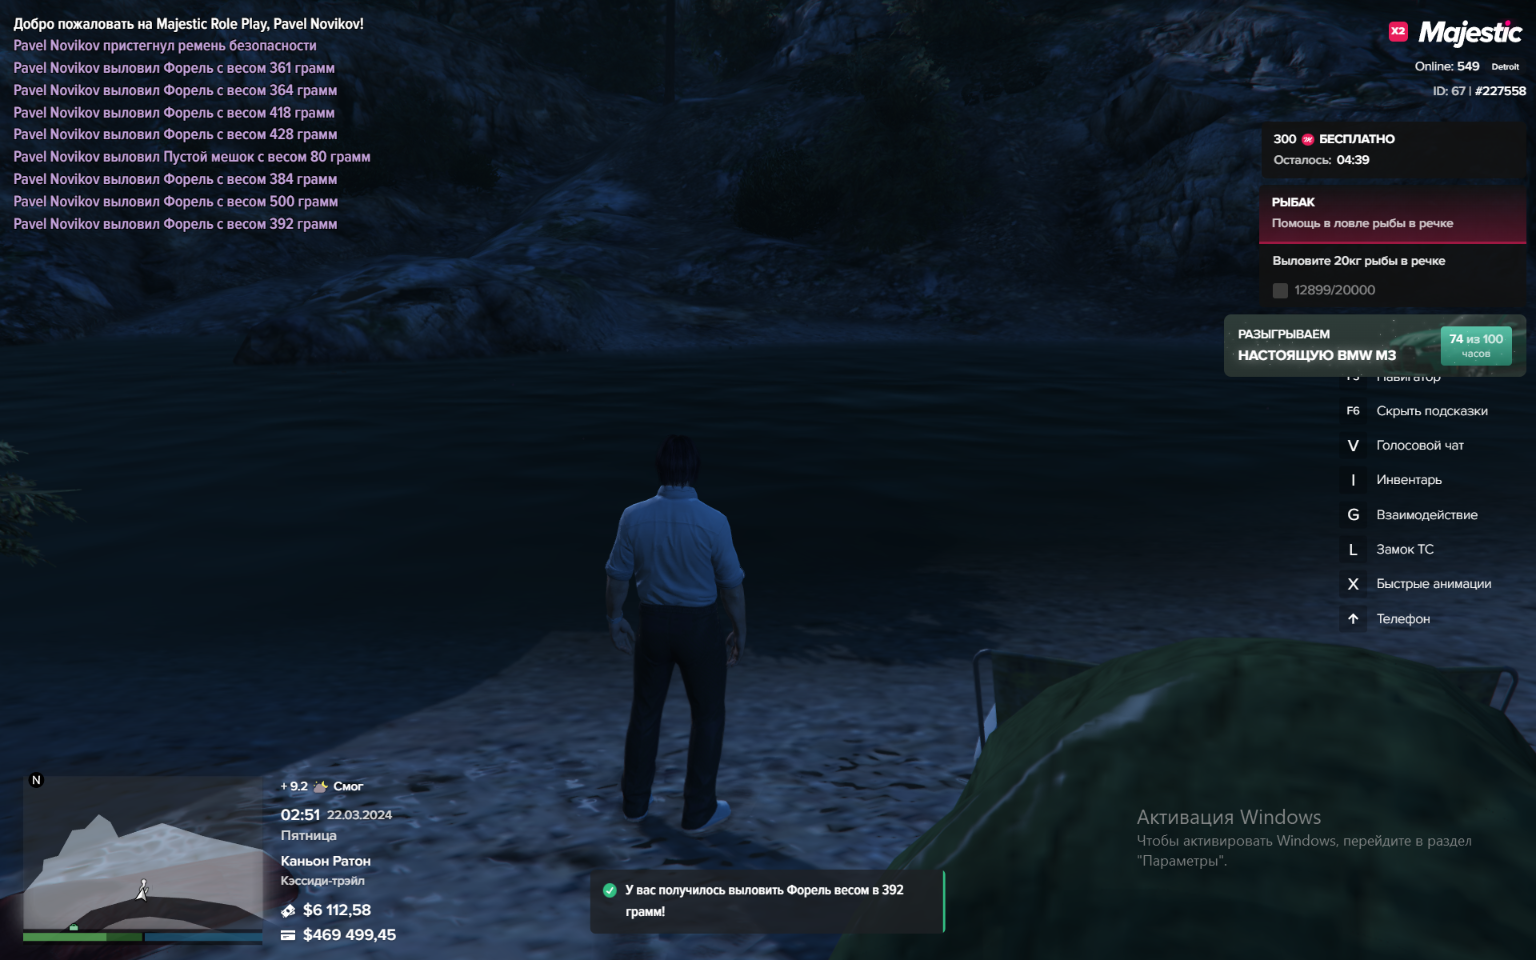 Добро пожаловать на Majestic Role Play, Pavel Novikov!
Pavel Novikov пристегнул ремень безопасности
Pavel Novikov выловил Форель с весом 361 грамм
Pavel Novikov выловил Форель с весом 364 грамм
Pavel Novikov выловил Форель с весом 418 грамм
Pavel Novikov выловил Форель с весом 428 грамм
Pavel Novikov выловил Пустой мешок с весом 80 грамм
Pavel Novikov выловил Форель с весом 384 грамм
Pavel Novikov выловил Форель с весом 500 грамм
Pavel Novikov выловил Форель с весом 392 грамм
X2 Majestic
Online: 549 Detroit
ID: 67 | #227558
300 БЕСПЛАТНО
Осталось: 04:39
РЫБАК
Помощь в ловле рыбы в речке
Выловите 20кг рыбы в речке
12899/20000
РАЗЫГРЫВАЕМ
НАСТОЯЩУЮ BMW M3
74 из 100
часов
Навигатор
F6 Скрыть подсказки
V Голосовой чат
I Инвентарь
G Взаимодействие
L Замок ТС
X Быстрые анимации
↑ Телефон
N
+ 9.2 Смог
02:51 22.03.2024
Пятница
Каньон Ратон
Кэссиди-трэйл
$6 112,58
$469 499,45
У вас получилось выловить Форель весом в 392
грамм!
Активация Windows
Чтобы активировать Windows, перейдите в раздел
"Параметры".